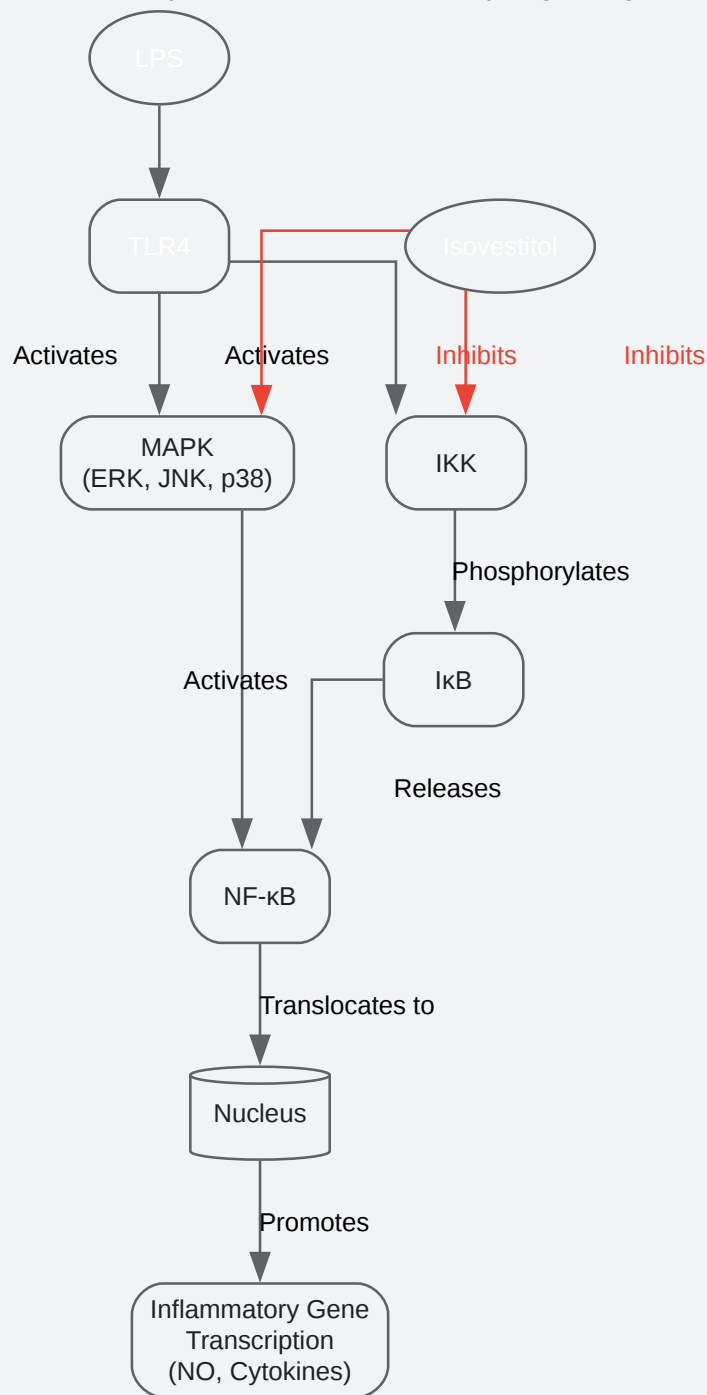 LPS
TLR4
Isovestitol
Activates
Activates
Inhibits
Inhibits
MAPK
(ERK, JNK, p38)
IKK
Phosphorylates
IκB
Activates
Releases
NF-κB
Translocates to
Nucleus
Promotes
Inflammatory Gene
Transcription
(NO, Cytokines)